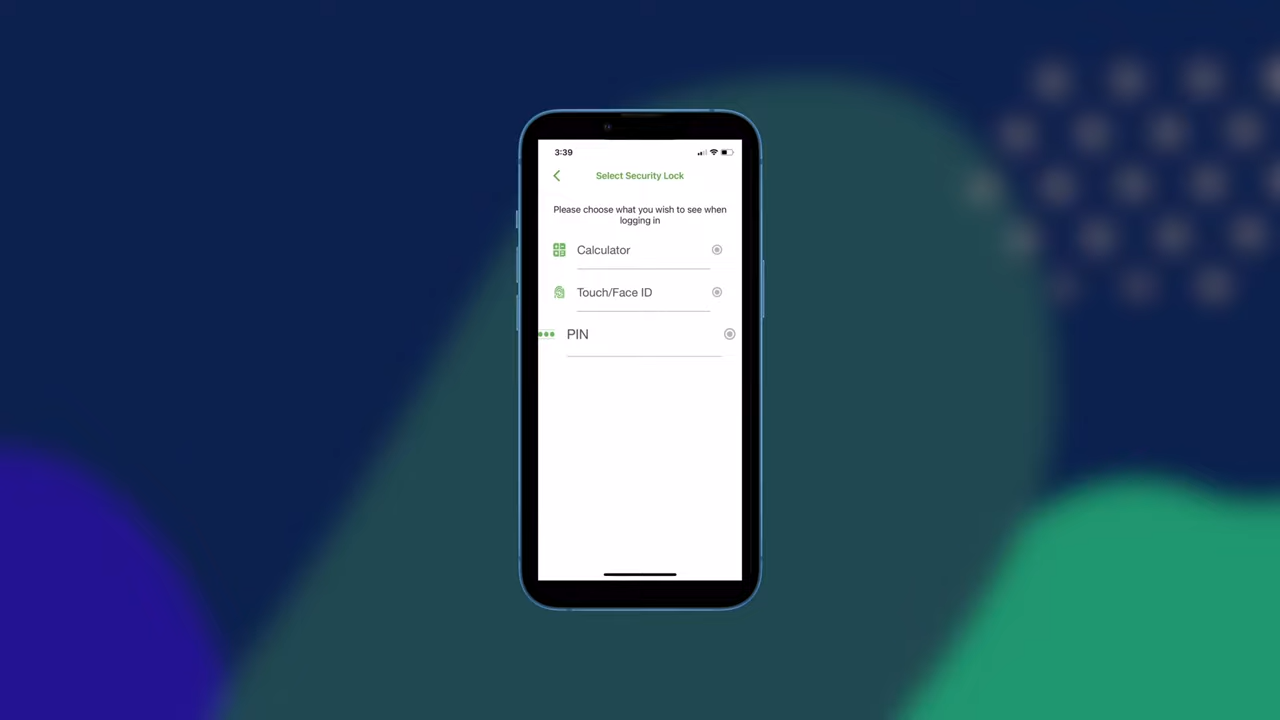 3:39
Select Security Lock
Please choose what you wish to see when
logging in
Calculator
Touch/Face ID
PIN